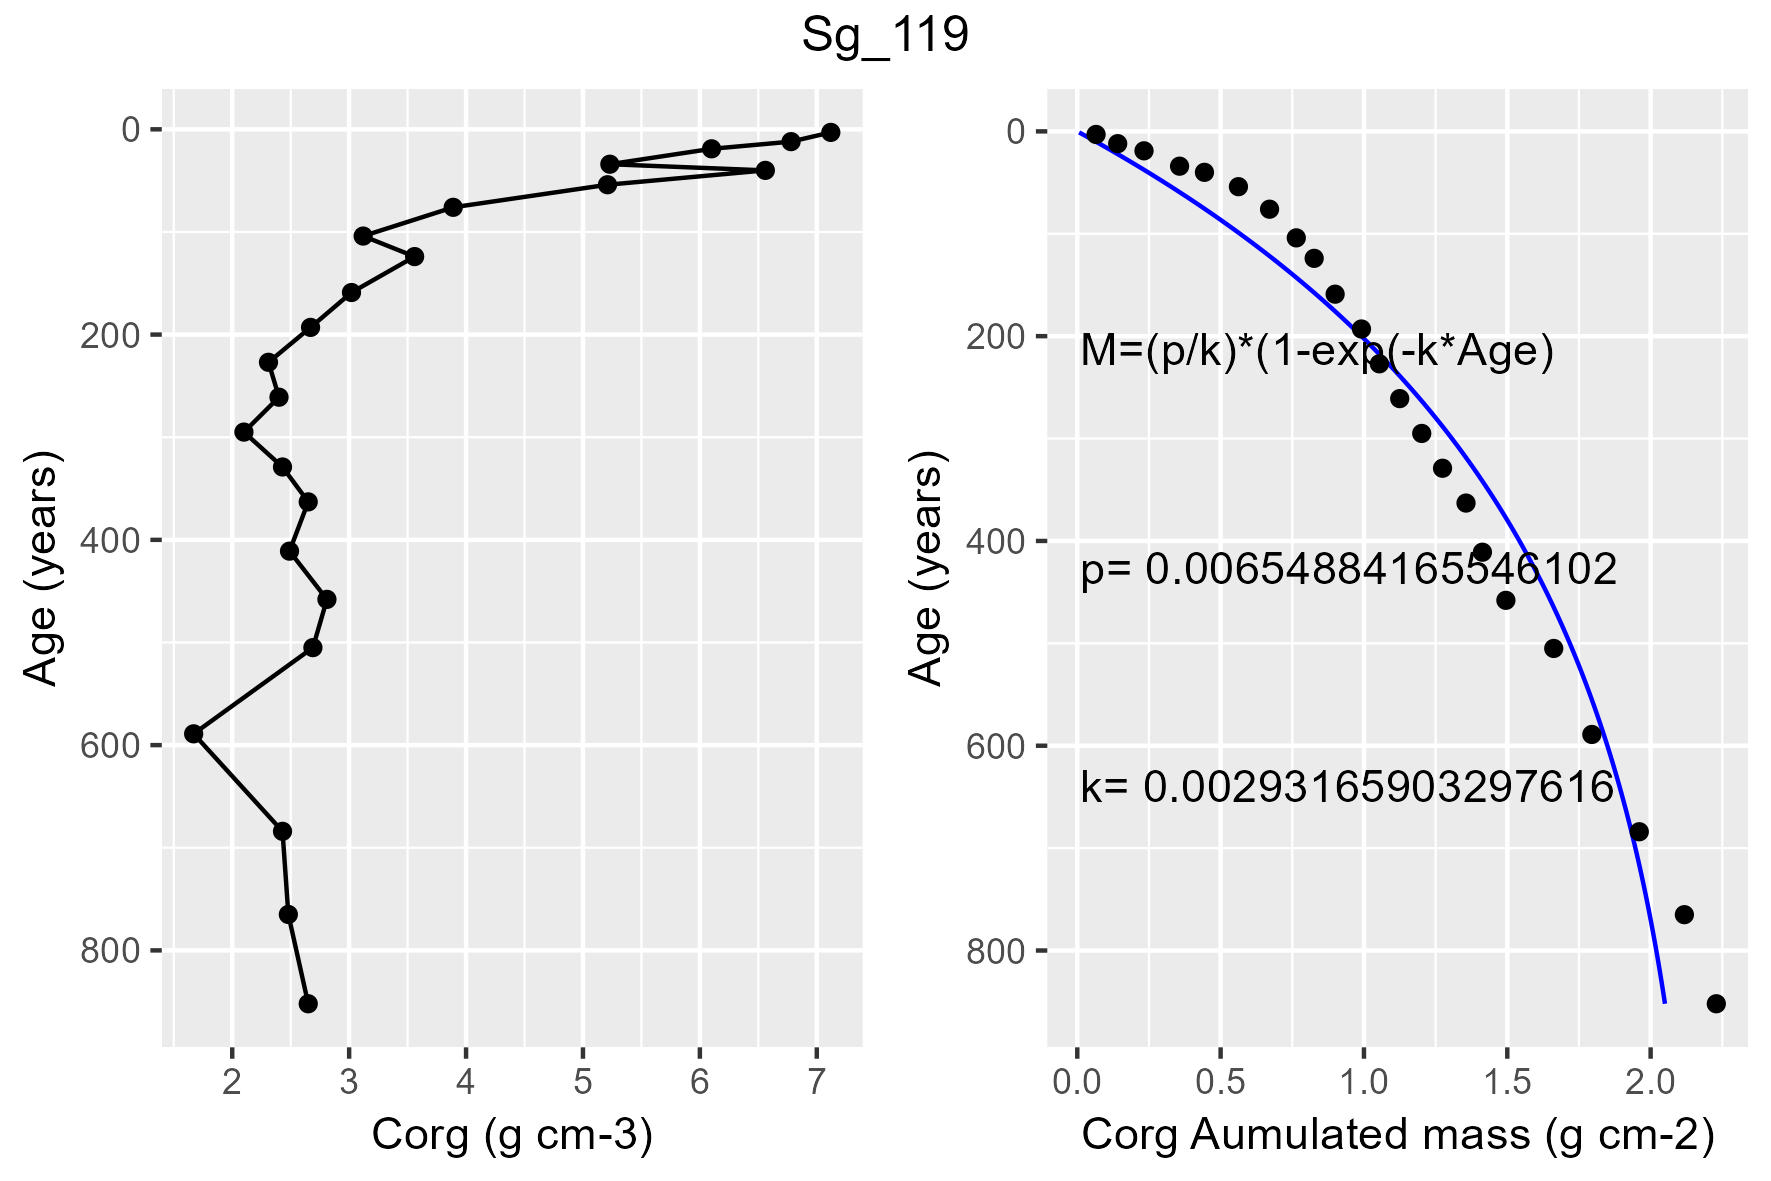 Sg_119
0
200
400
600
800
2
3
4
5
6
7
Age (years)
Corg (g cm-3)
0
200
400
600
800
0.0
0.5
1.0
1.5
2.0
Age (years)
Corg Aumulated mass (g cm-2)
M=(p/k)*(1-exp(-k*Age)
p= 0.00654884165546102
k= 0.00293165903297616